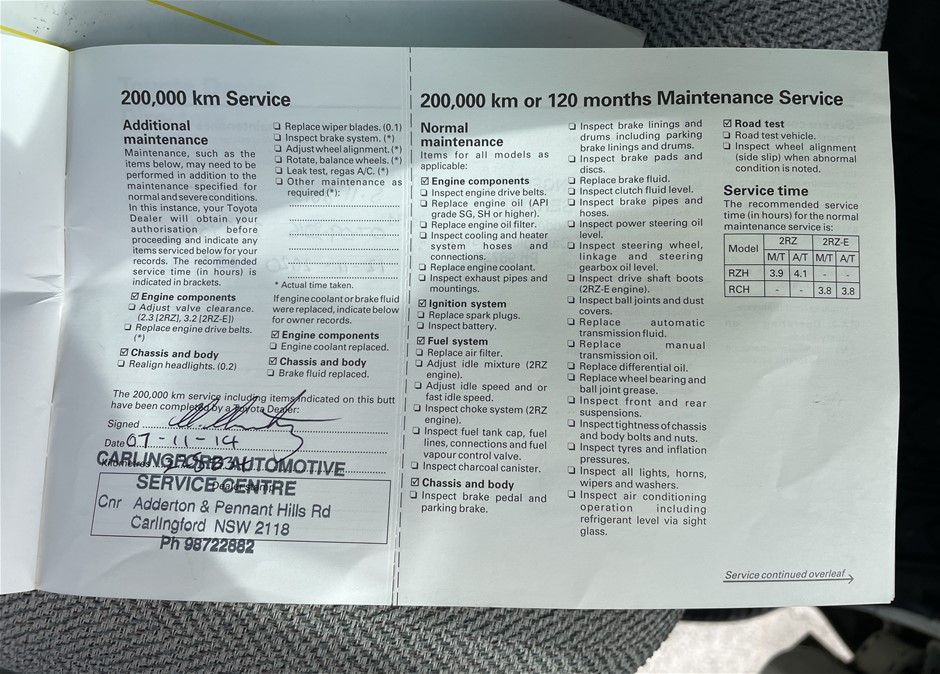 200,000 km Service
Additional
maintenance
Maintenance, such as the
items below, may need to be
performed in addition to the
maintenance specified for
normal and severe conditions.
In this instance, your Toyota
Dealer will obtain your
authorisation before
proceeding and indicate any
items serviced below for your
records. The recommended
service time (in hours) is
indicated in brackets.
☑ Engine components
❏ Adjust valve clearance.
(2.3 [2RZ], 3.2 [2RZ-E])
❏ Replace engine drive belts.
(*)
☑ Chassis and body
❏ Realign headlights. (0.2)
❏ Replace wiper blades. (0.1)
❏ Inspect brake system. (*)
❏ Adjust wheel alignment. (*)
❏ Rotate, balance wheels. (*)
❏ Leak test, regas A/C. (*)
❏ Other maintenance as
required (*):
* Actual time taken.
If engine coolant or brake fluid
were replaced, indicate below
for owner records.
☑ Engine components
❏ Engine coolant replaced.
☑ Chassis and body
❏ Brake fluid replaced.
The 200,000 km service including items indicated on this butt
have been completed by a Toyota Dealer:
Signed
Date 07-11-14
Kilometres
CARLINGFORD AUTOMOTIVE
SERVICE CENTRE
Cnr Adderton & Pennant Hills Rd
Carlingford NSW 2118
Ph 98722882
200,000 km or 120 months Maintenance Service
Normal
maintenance
Items for all models as
applicable:
☑ Engine components
❏ Inspect engine drive belts.
❏ Replace engine oil (API
grade SG, SH or higher).
❏ Replace engine oil filter.
❏ Inspect cooling and heater
system hoses and
connections.
❏ Replace engine coolant.
❏ Inspect exhaust pipes and
mountings.
☑ Ignition system
❏ Replace spark plugs.
❏ Inspect battery.
☑ Fuel system
❏ Replace air filter.
❏ Adjust idle mixture (2RZ
engine).
❏ Adjust idle speed and or
fast idle speed.
❏ Inspect choke system (2RZ
engine).
❏ Inspect fuel tank cap, fuel
lines, connections and fuel
vapour control valve.
❏ Inspect charcoal canister.
☑ Chassis and body
❏ Inspect brake pedal and
parking brake.
❏ Inspect brake linings and
drums including parking
brake linings and drums.
❏ Inspect brake pads and
discs.
❏ Replace brake fluid.
❏ Inspect clutch fluid level.
❏ Inspect brake pipes and
hoses.
❏ Inspect power steering oil
level.
❏ Inspect steering wheel,
linkage and steering
gearbox oil level.
❏ Inspect drive shaft boots
(2RZ-E engine).
❏ Inspect ball joints and dust
covers.
❏ Replace automatic
transmission fluid.
❏ Replace manual
transmission oil.
❏ Replace differential oil.
❏ Replace wheel bearing and
ball joint grease.
❏ Inspect front and rear
suspensions.
❏ Inspect tightness of chassis
and body bolts and nuts.
❏ Inspect tyres and inflation
pressures.
❏ Inspect all lights, horns,
wipers and washers.
❏ Inspect air conditioning
operation including
refrigerant level via sight
glass.
☑ Road test
❏ Road test vehicle.
❏ Inspect wheel alignment
(side slip) when abnormal
condition is noted.
Service time
The recommended service
time (in hours) for the normal
maintenance service is:
Model 2RZ 2RZ-E
M/T A/T M/T A/T
RZH 3.9 4.1 - -
RCH - - 3.8 3.8
Service continued overleaf